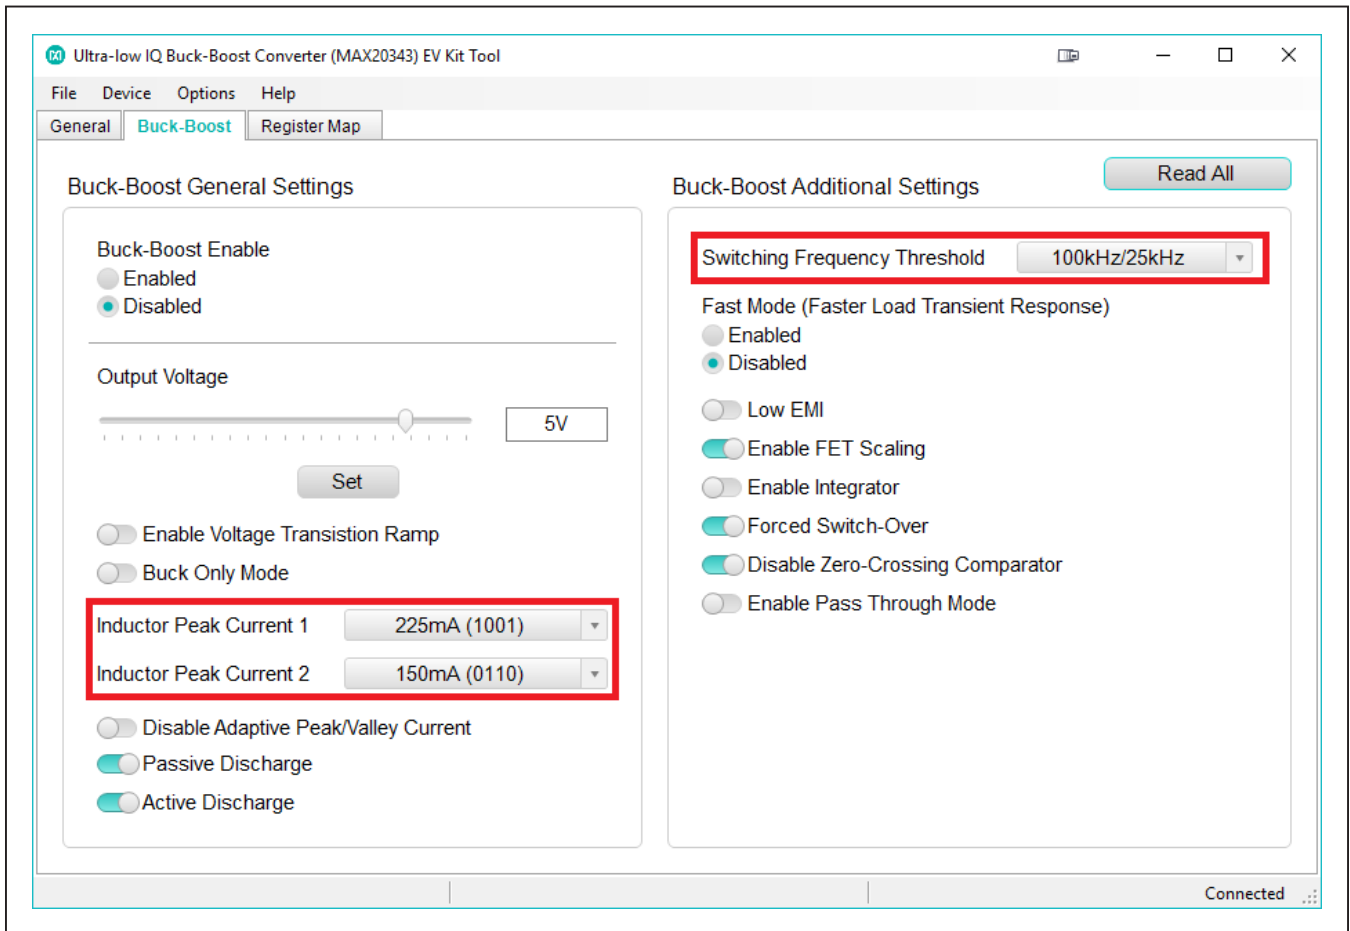 Ultra-low IQ Buck-Boost Converter (MAX20343) EV Kit Tool
File Device Options Help
General Buck-Boost Register Map
Read All
Buck-Boost General Settings
Buck-Boost Enable
Enabled
Disabled
Output Voltage
5V
Set
Enable Voltage Transistion Ramp
Buck Only Mode
Inductor Peak Current 1 225mA (1001)
Inductor Peak Current 2 150mA (0110)
Disable Adaptive Peak/Valley Current
Passive Discharge
Active Discharge
Buck-Boost Additional Settings
Switching Frequency Threshold 100kHz/25kHz
Fast Mode (Faster Load Transient Response)
Enabled
Disabled
Low EMI
Enable FET Scaling
Enable Integrator
Forced Switch-Over
Disable Zero-Crossing Comparator
Enable Pass Through Mode
Connected